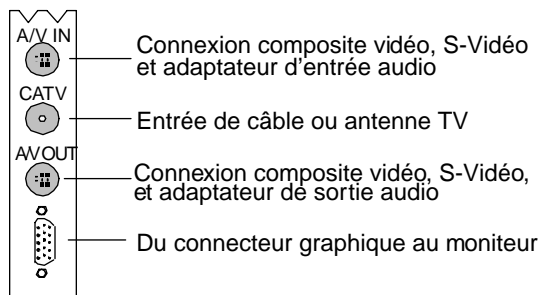 A/V IN
Connexion composite vidéo, S-Vidéo
et adaptateur d'entrée audio
CATV
Entrée de câble ou antenne TV
A/V OUT
Connexion composite vidéo, S-Vidéo,
et adaptateur de sortie audio
Du connecteur graphique au moniteur